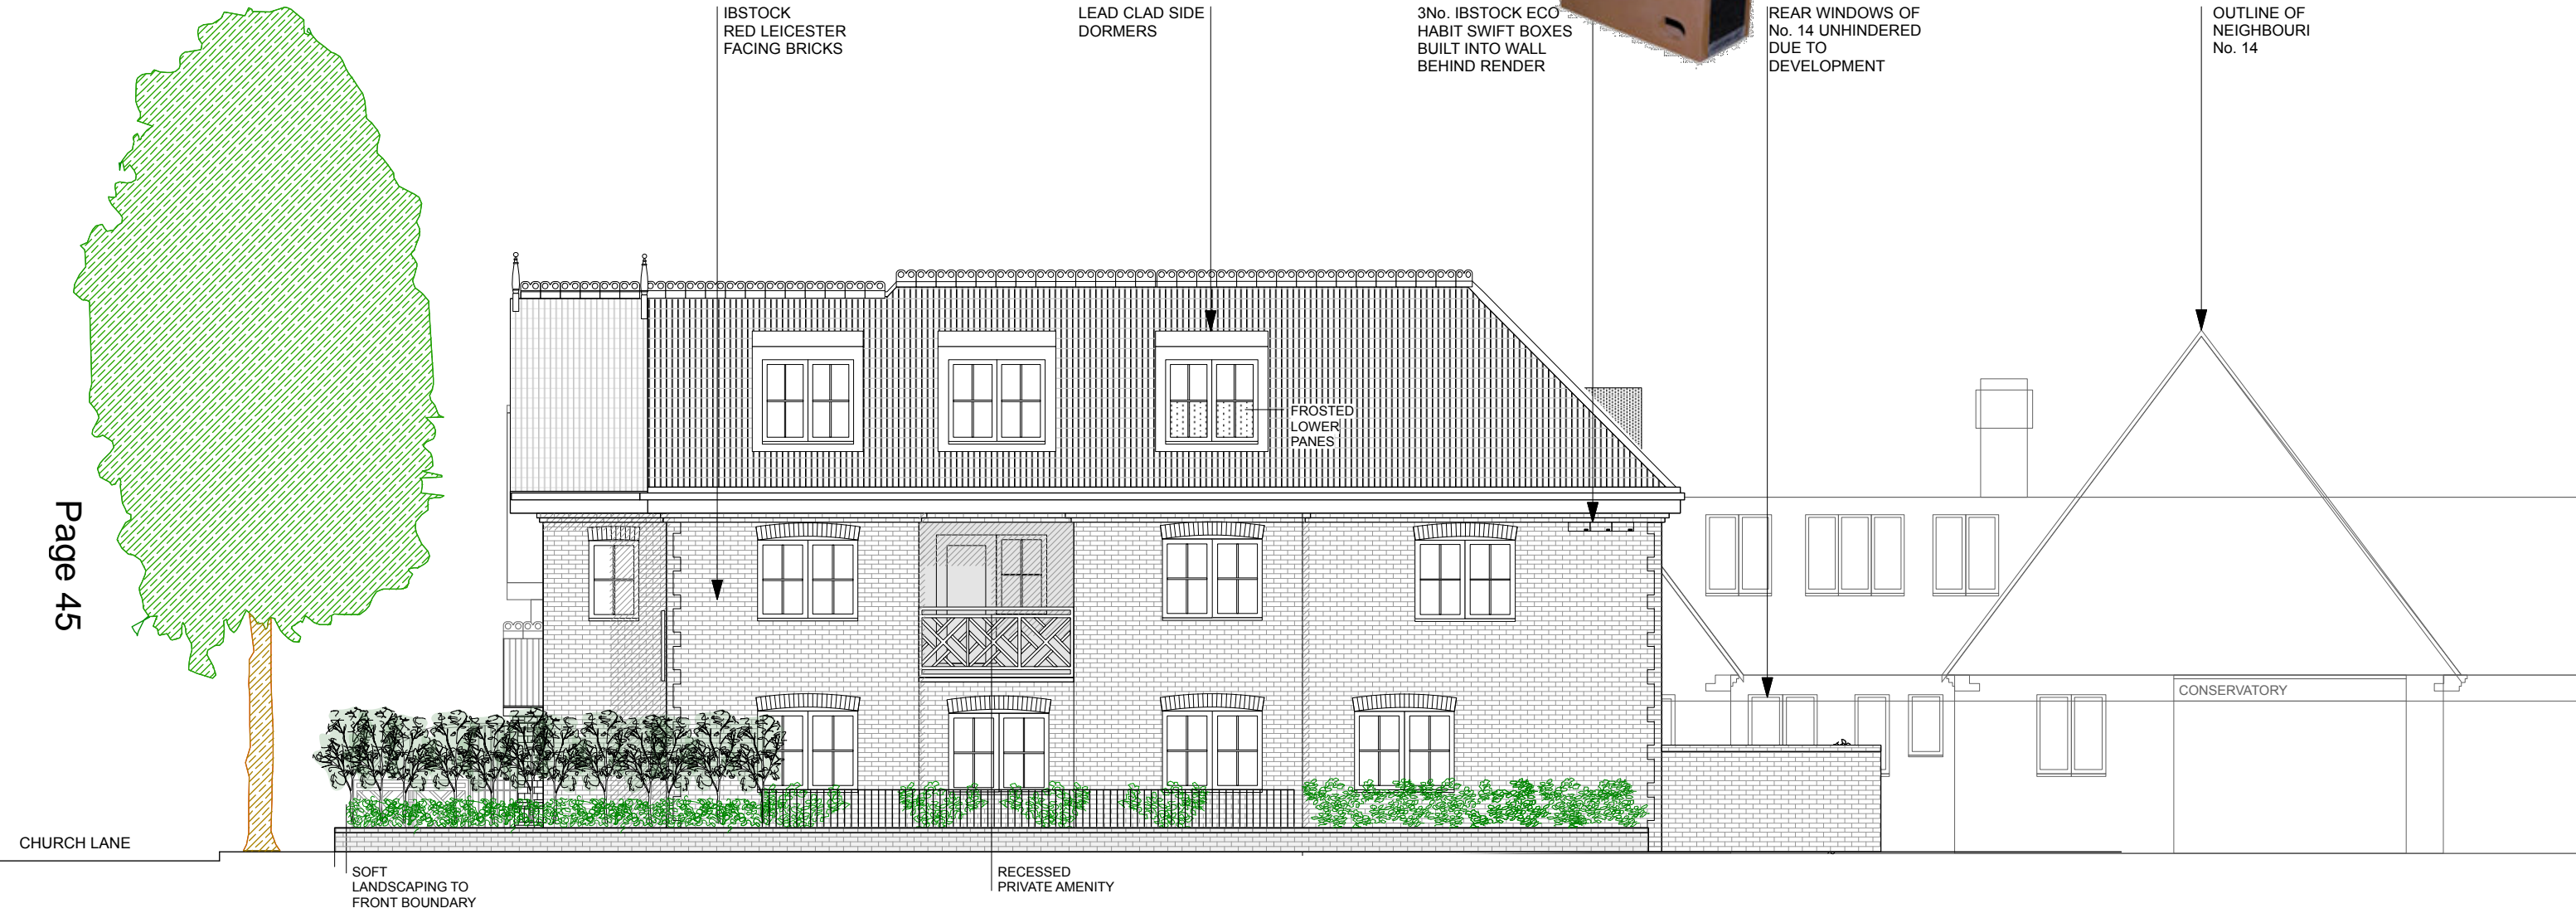 IBSTOCK
RED LEICESTER
FACING BRICKS
LEAD CLAD SIDE
DORMERS
3No. IBSTOCK ECO
HABIT SWIFT BOXES
BUILT INTO WALL
BEHIND RENDER
REAR WINDOWS OF
No. 14 UNHINDERED
DUE TO
DEVELOPMENT
OUTLINE OF
NEIGHBOURI
No. 14
FROSTED
LOWER
PANES
Page 45
CONSERVATORY
CHURCH LANE
SOFT
LANDSCAPING TO
FRONT BOUNDARY
RECESSED
PRIVATE AMENITY